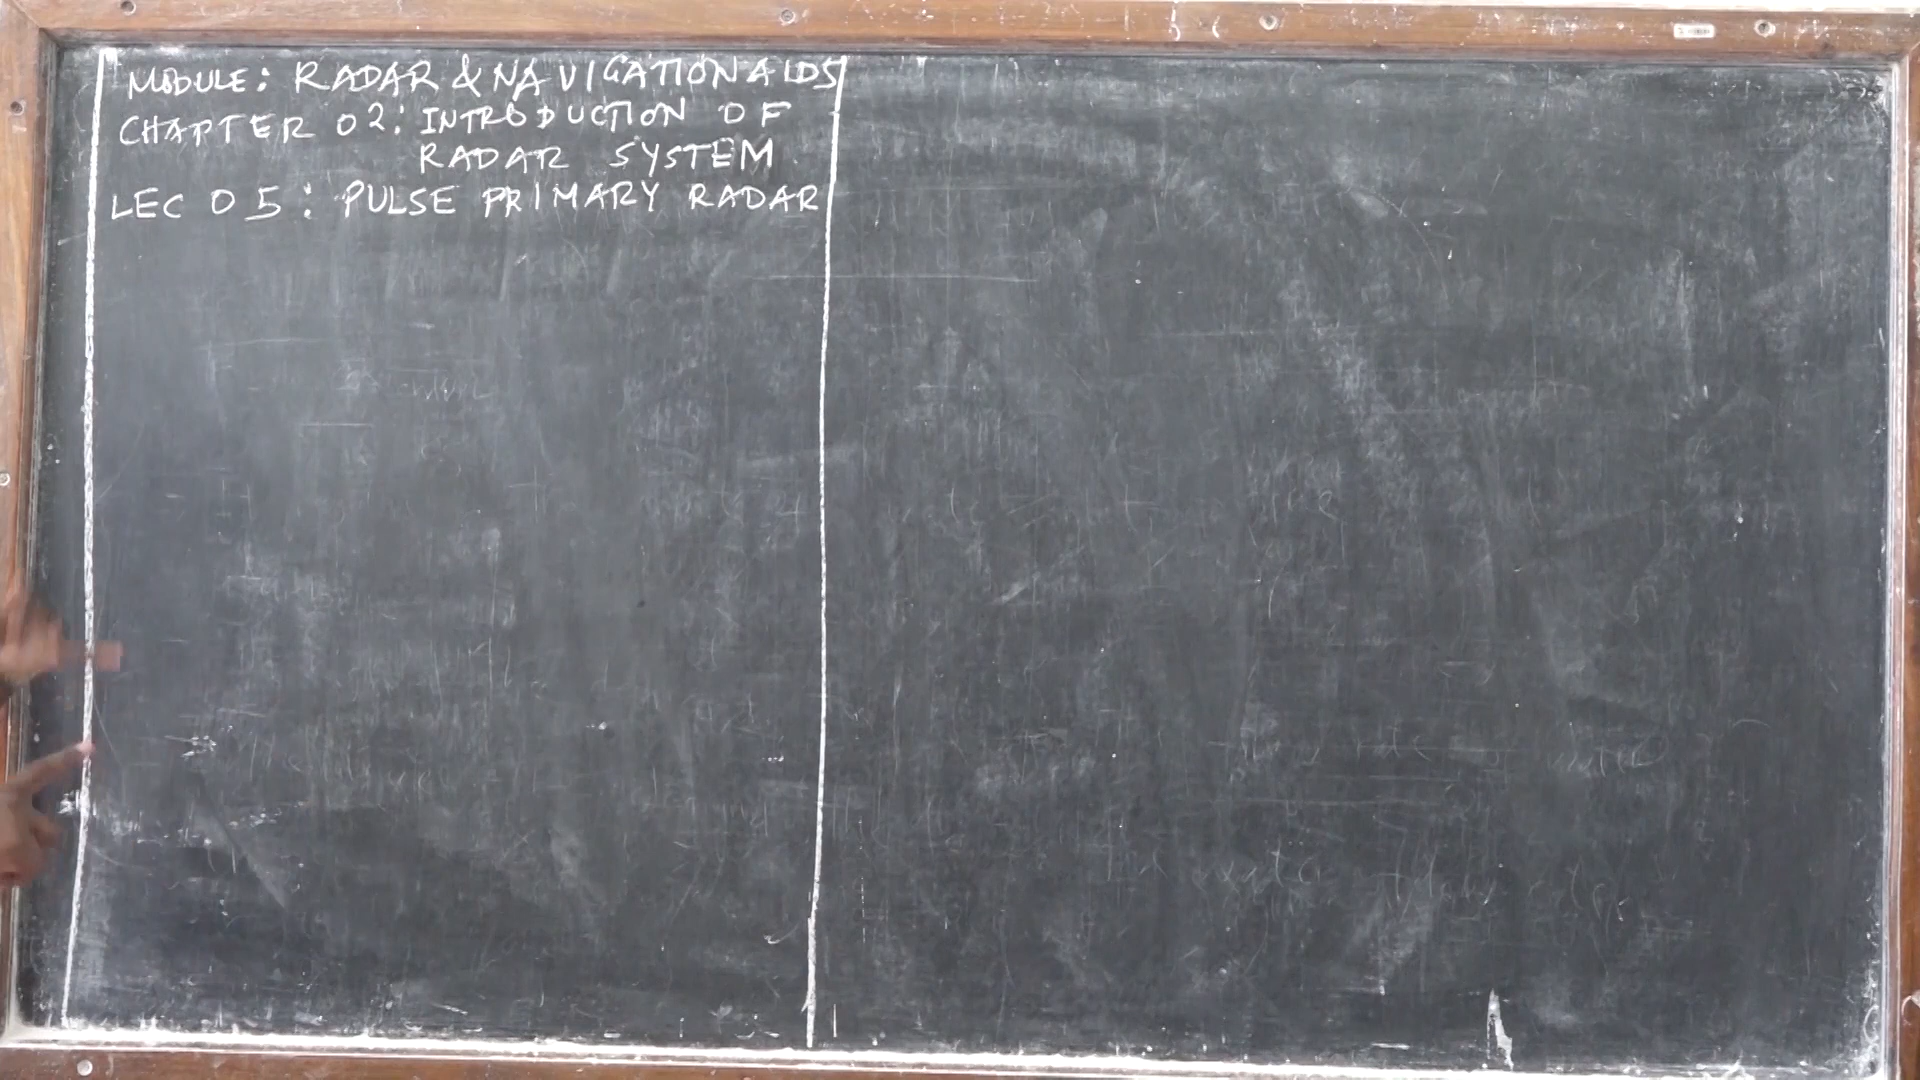 MODULE: RADAR & NAVIGATION AIDS
CHAPTER 02: INTRODUCTION OF
RADAR SYSTEM
LEC 05: PULSE PRIMARY RADAR